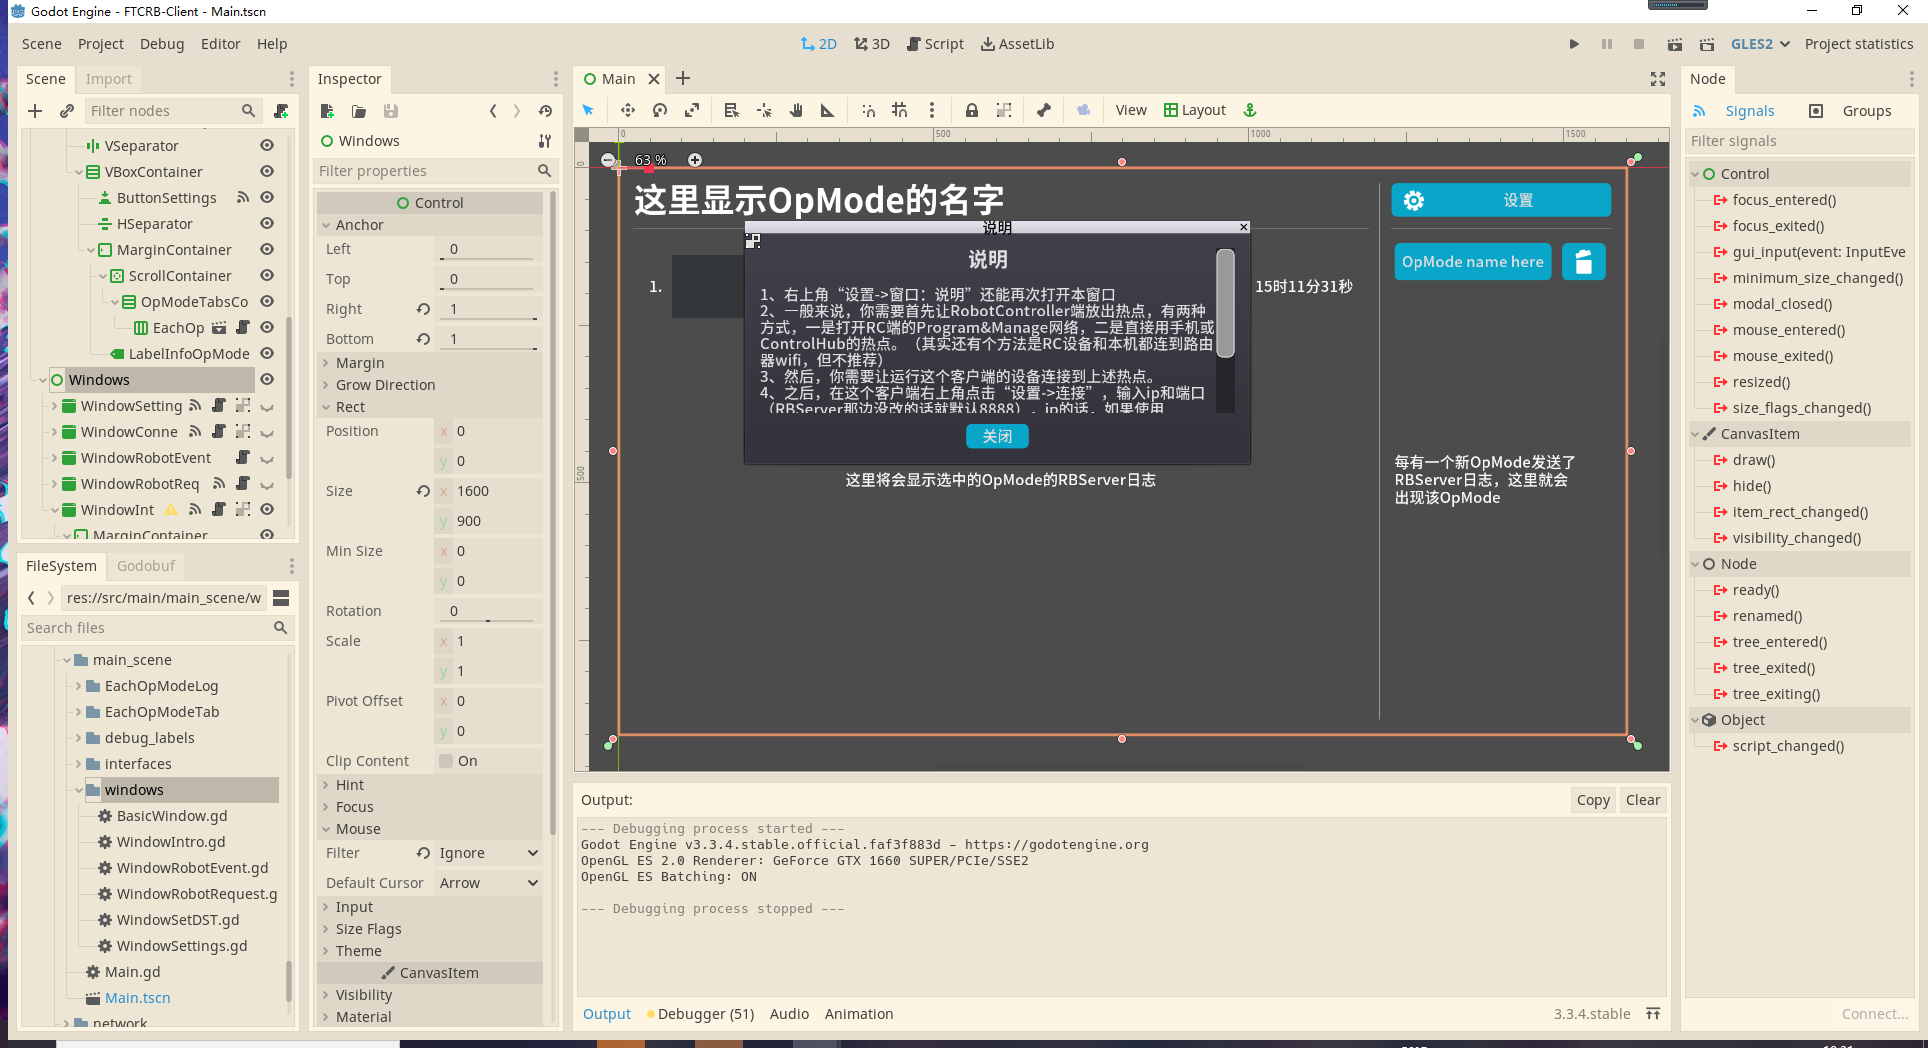 Godot Engine - FTCRB-Client - Main.tscn
Scene Project Debug Editor Help
2D 3D Script AssetLib
GLES2 Project statistics
Scene Import
Filter nodes
VSeparator
VBoxContainer
ButtonSettings
HSeparator
MarginContainer
ScrollContainer
OpModeTabsCo
EachOp
LabelInfoOpMode
Windows
WindowSetting
WindowConne
WindowRobotEvent
WindowRobotReq
WindowInt
MarginContainer
FileSystem Godobuf
res://src/main/main_scene/w
Search files
main_scene
EachOpModeLog
EachOpModeTab
debug_labels
interfaces
windows
BasicWindow.gd
WindowIntro.gd
WindowRobotEvent.gd
WindowRobotRequest.g
WindowSetDST.gd
WindowSettings.gd
Main.gd
Main.tscn
network
Inspector
Windows
Filter properties
Control
Anchor
Left 0
Top 0
Right 1
Bottom 1
Margin
Grow Direction
Rect
Position x 0
y 0
Size x 1600
y 900
Min Size x 0
y 0
Rotation 0
Scale x 1
y 1
Pivot Offset x 0
y 0
Clip Content On
Hint
Focus
Mouse
Filter Ignore
Default Cursor Arrow
Input
Size Flags
Theme
CanvasItem
Visibility
Material
Main
View Layout
0 500 1000 1500
0
500
63 %
这里显示OpMode的名字
设置
OpMode name here
1.
15时11分31秒
说明
说明
1、右上角“设置->窗口：说明”还能再次打开本窗口
2、一般来说，你需要首先让RobotController端放出热点，有两种
方式，一是打开RC端的Program&Manage网络，二是直接用手机或
ControlHub的热点。（其实还有个方法是RC设备和本机都连到路由
器wifi，但不推荐）
3、然后，你需要让运行这个客户端的设备连接到上述热点。
4、之后，在这个客户端右上角点击“设置->连接”，输入ip和端口
（RBServer那边没改的话就默认8888），ip的话，如果使用
关闭
这里将会显示选中的OpMode的RBServer日志
每有一个新OpMode发送了
RBServer日志，这里就会
出现该OpMode
Output:
Copy Clear
--- Debugging process started ---
Godot Engine v3.3.4.stable.official.faf3f883d - https://godotengine.org
OpenGL ES 2.0 Renderer: GeForce GTX 1660 SUPER/PCIe/SSE2
OpenGL ES Batching: ON
--- Debugging process stopped ---
Output Debugger (51) Audio Animation
3.3.4.stable
Node
Signals Groups
Filter signals
Control
focus_entered()
focus_exited()
gui_input(event: InputEve
minimum_size_changed()
modal_closed()
mouse_entered()
mouse_exited()
resized()
size_flags_changed()
CanvasItem
draw()
hide()
item_rect_changed()
visibility_changed()
Node
ready()
renamed()
tree_entered()
tree_exited()
tree_exiting()
Object
script_changed()
Connect...